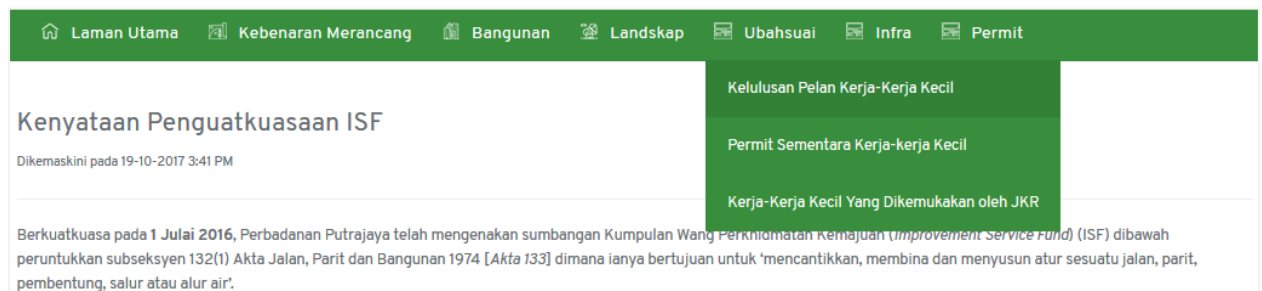 Laman Utama Kebenaran Merancang Bangunan Landskap Ubahsuai Infra Permit
Kelulusan Pelan Kerja-Kerja Kecil
Permit Sementara Kerja-kerja Kecil
Kerja-Kerja Kecil Yang Dikemukakan oleh JKR
Kenyataan Penguatkuasaan ISF
Dikemaskini pada 19-10-2017 3:41 PM
Berkuatkuasa pada 1 Julai 2016, Perbadanan Putrajaya telah mengenakan sumbangan Kumpulan Wang Perkhidmatan Kemajuan (Improvement Service Fund) (ISF) dibawah
peruntukkan subseksyen 132(1) Akta Jalan, Parit dan Bangunan 1974 [Akta 133] dimana ianya bertujuan untuk ‘mencantikkan, membina dan menyusun atur sesuatu jalan, parit,
pembentung, salur atau alur air’.